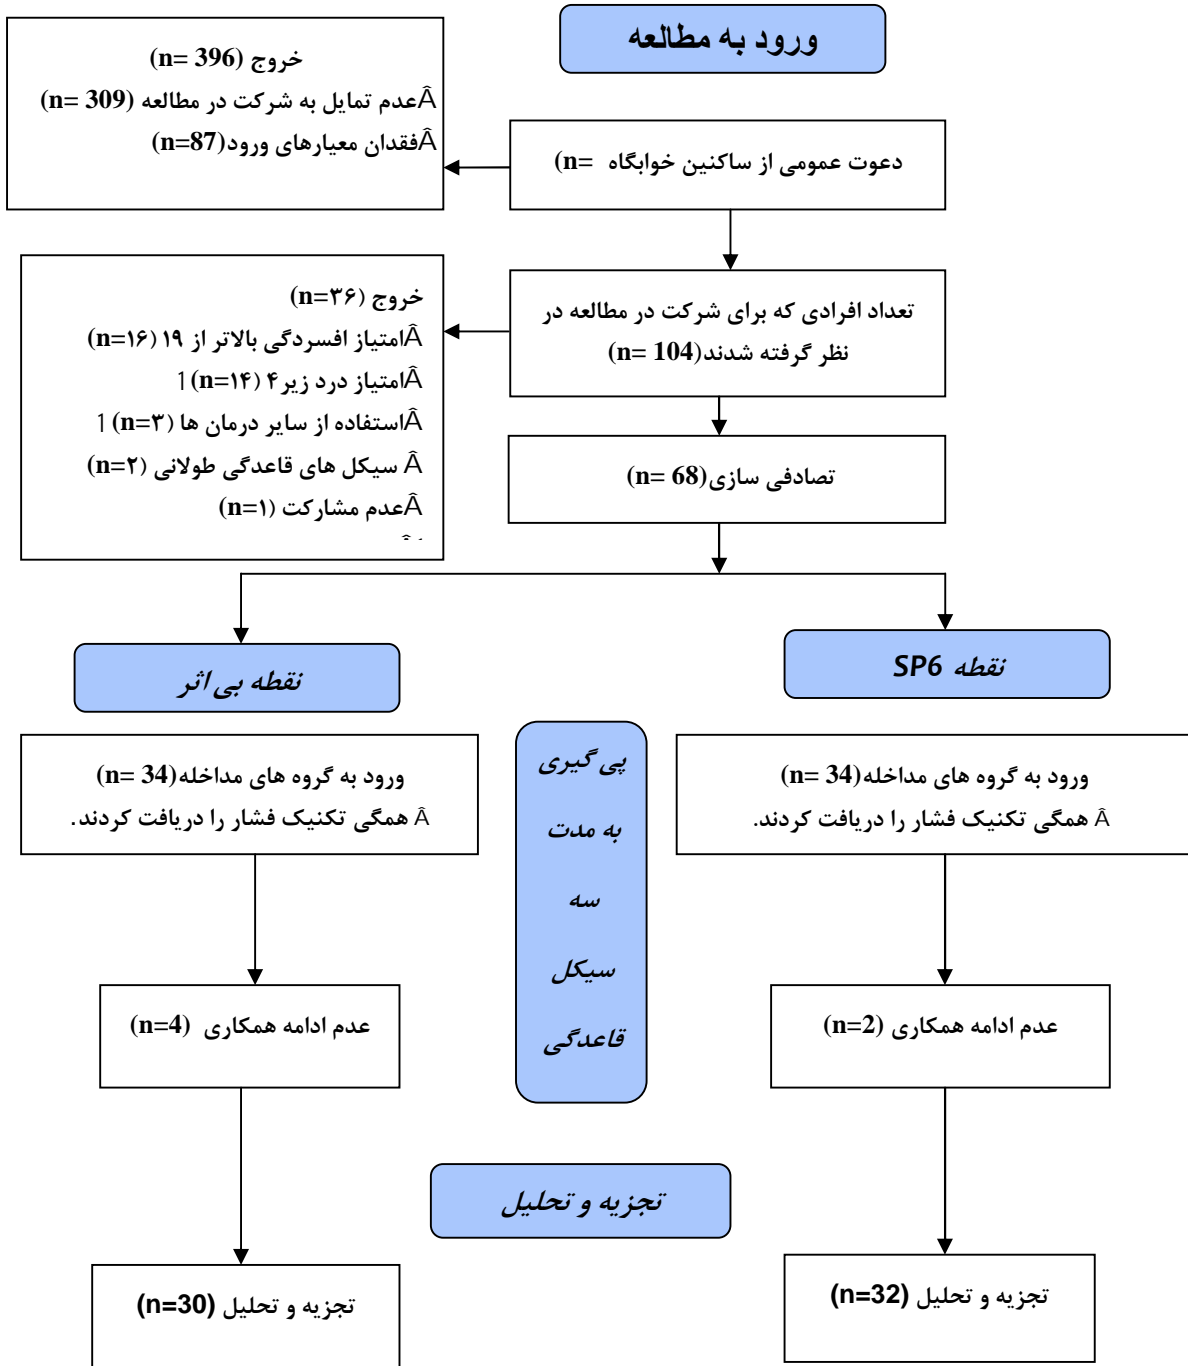 ورود به مطالعه
خروج (n= 396)
Âعدم تمایل به شرکت در مطالعه (n= 309)
Âفقدان معیارهای ورود(n=87)
دعوت عمومی از ساکنین خوابگاه (n=
تعداد افرادی که برای شرکت در مطالعه در
نظر گرفته شدند(n= 104)
خروج (n=۳۶)
Âامتیاز افسردگی بالاتر از ۱۹ (n=۱۶)
Âامتیاز درد زیر۴ (n=۱۴) 1
Âاستفاده از سایر درمان ها (n=۳) 1
Â سیکل های قاعدگی طولانی (n=۲)
Âعدم مشارکت (n=۱)
تصادفی سازی(n= 68)
نقطه SP6
نقطه بی اثر
ورود به گروه های مداخله(n= 34)
Â همگی تکنیک فشار را دریافت کردند.
ورود به گروه های مداخله(n= 34)
Â همگی تکنیک فشار را دریافت کردند.
پی گیری
به مدت
سه
سیکل
قاعدگی
عدم ادامه همکاری (n=2)
عدم ادامه همکاری (n=4)
تجزیه و تحلیل
تجزیه و تحلیل (n=32)
تجزیه و تحلیل (n=30)